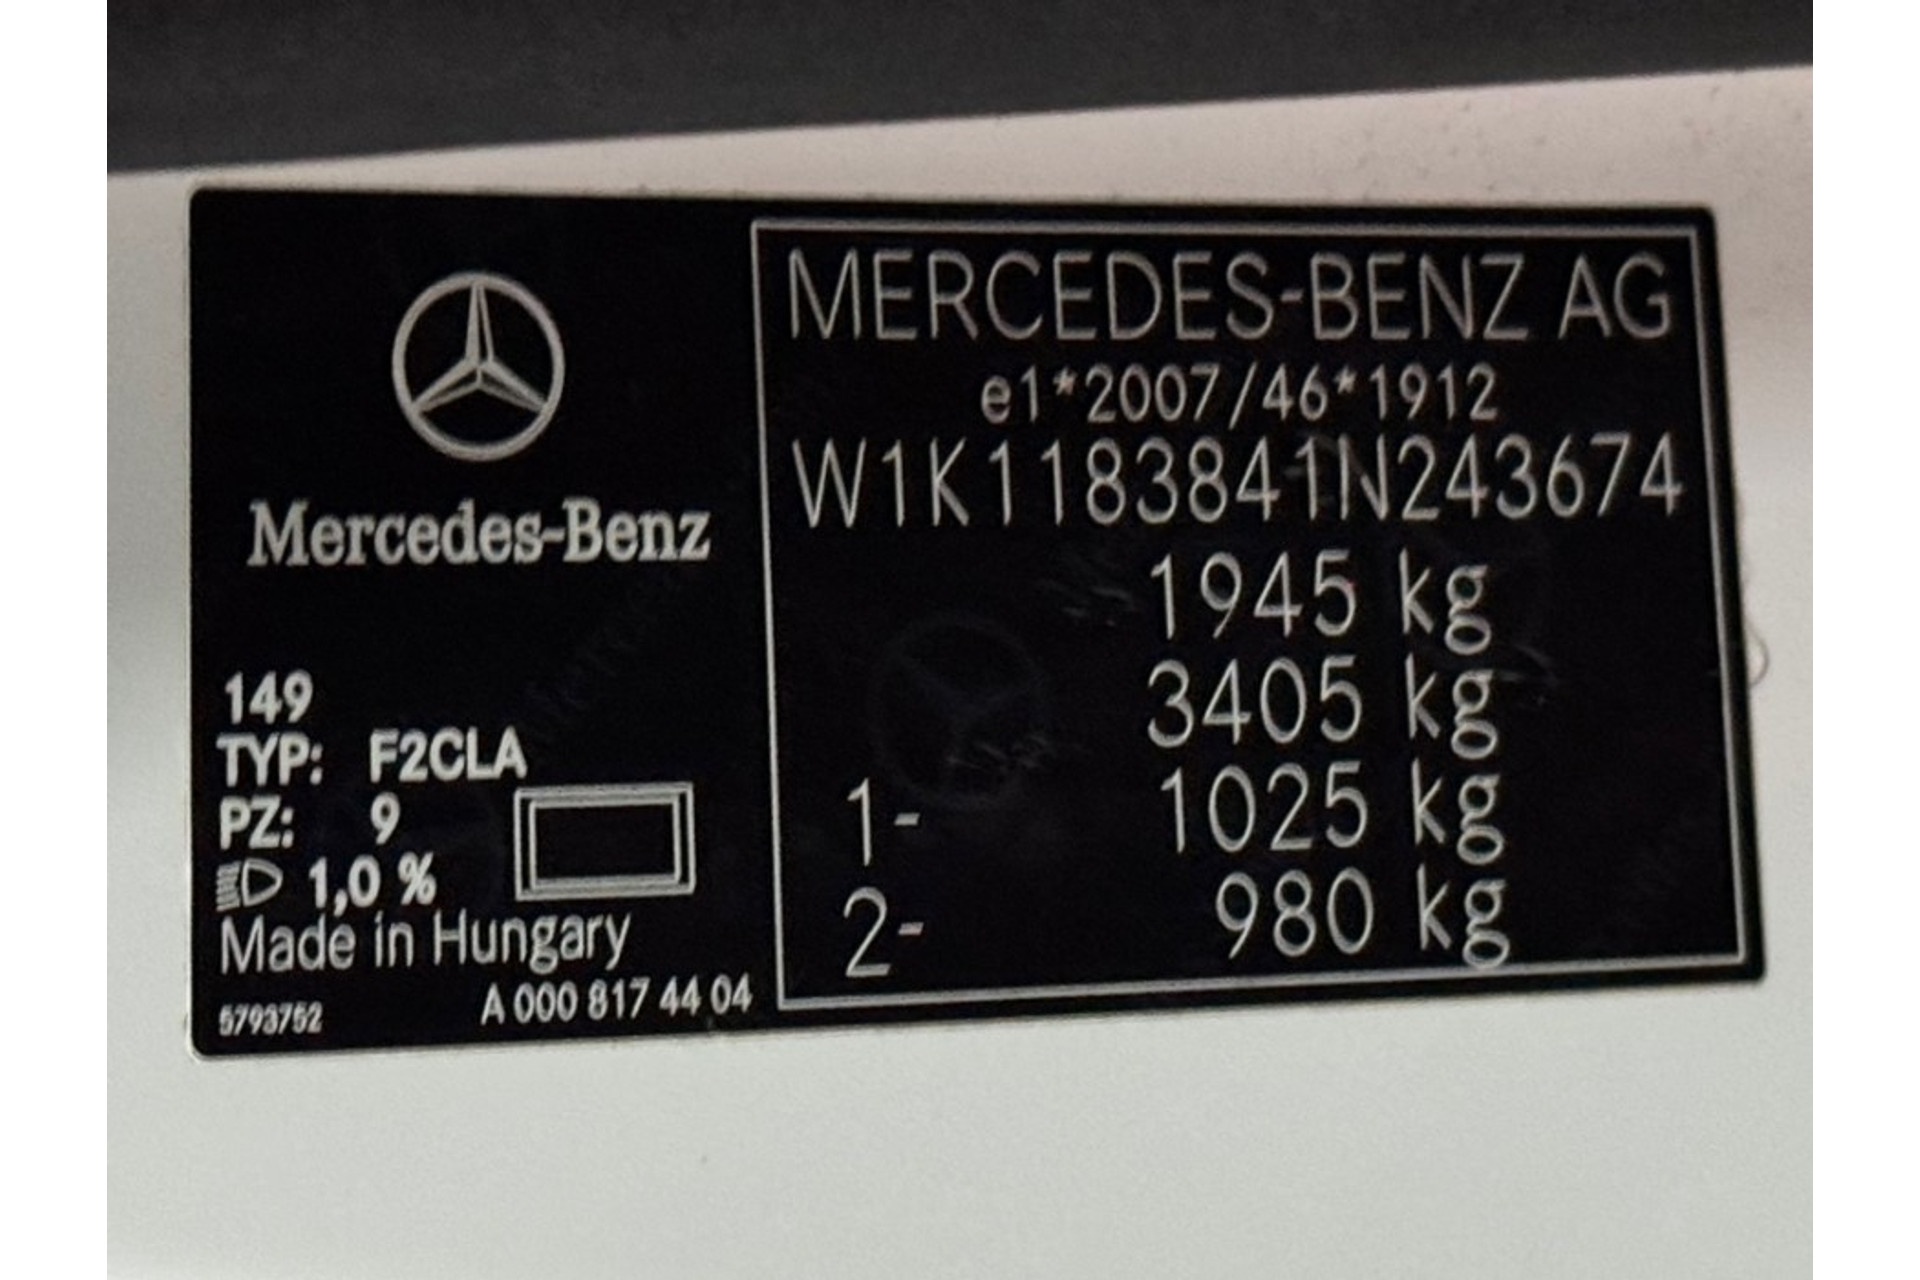 Mercedes-Benz
149
TYP: F2CLA
PZ: 9
1,0 %
Made in Hungary
5793752 A 000 817 44 04
MERCEDES-BENZ AG
e1*2007/46*1912
W1K1183841N243674
1945 kg
3405 kg
1- 1025 kg
2- 980 kg